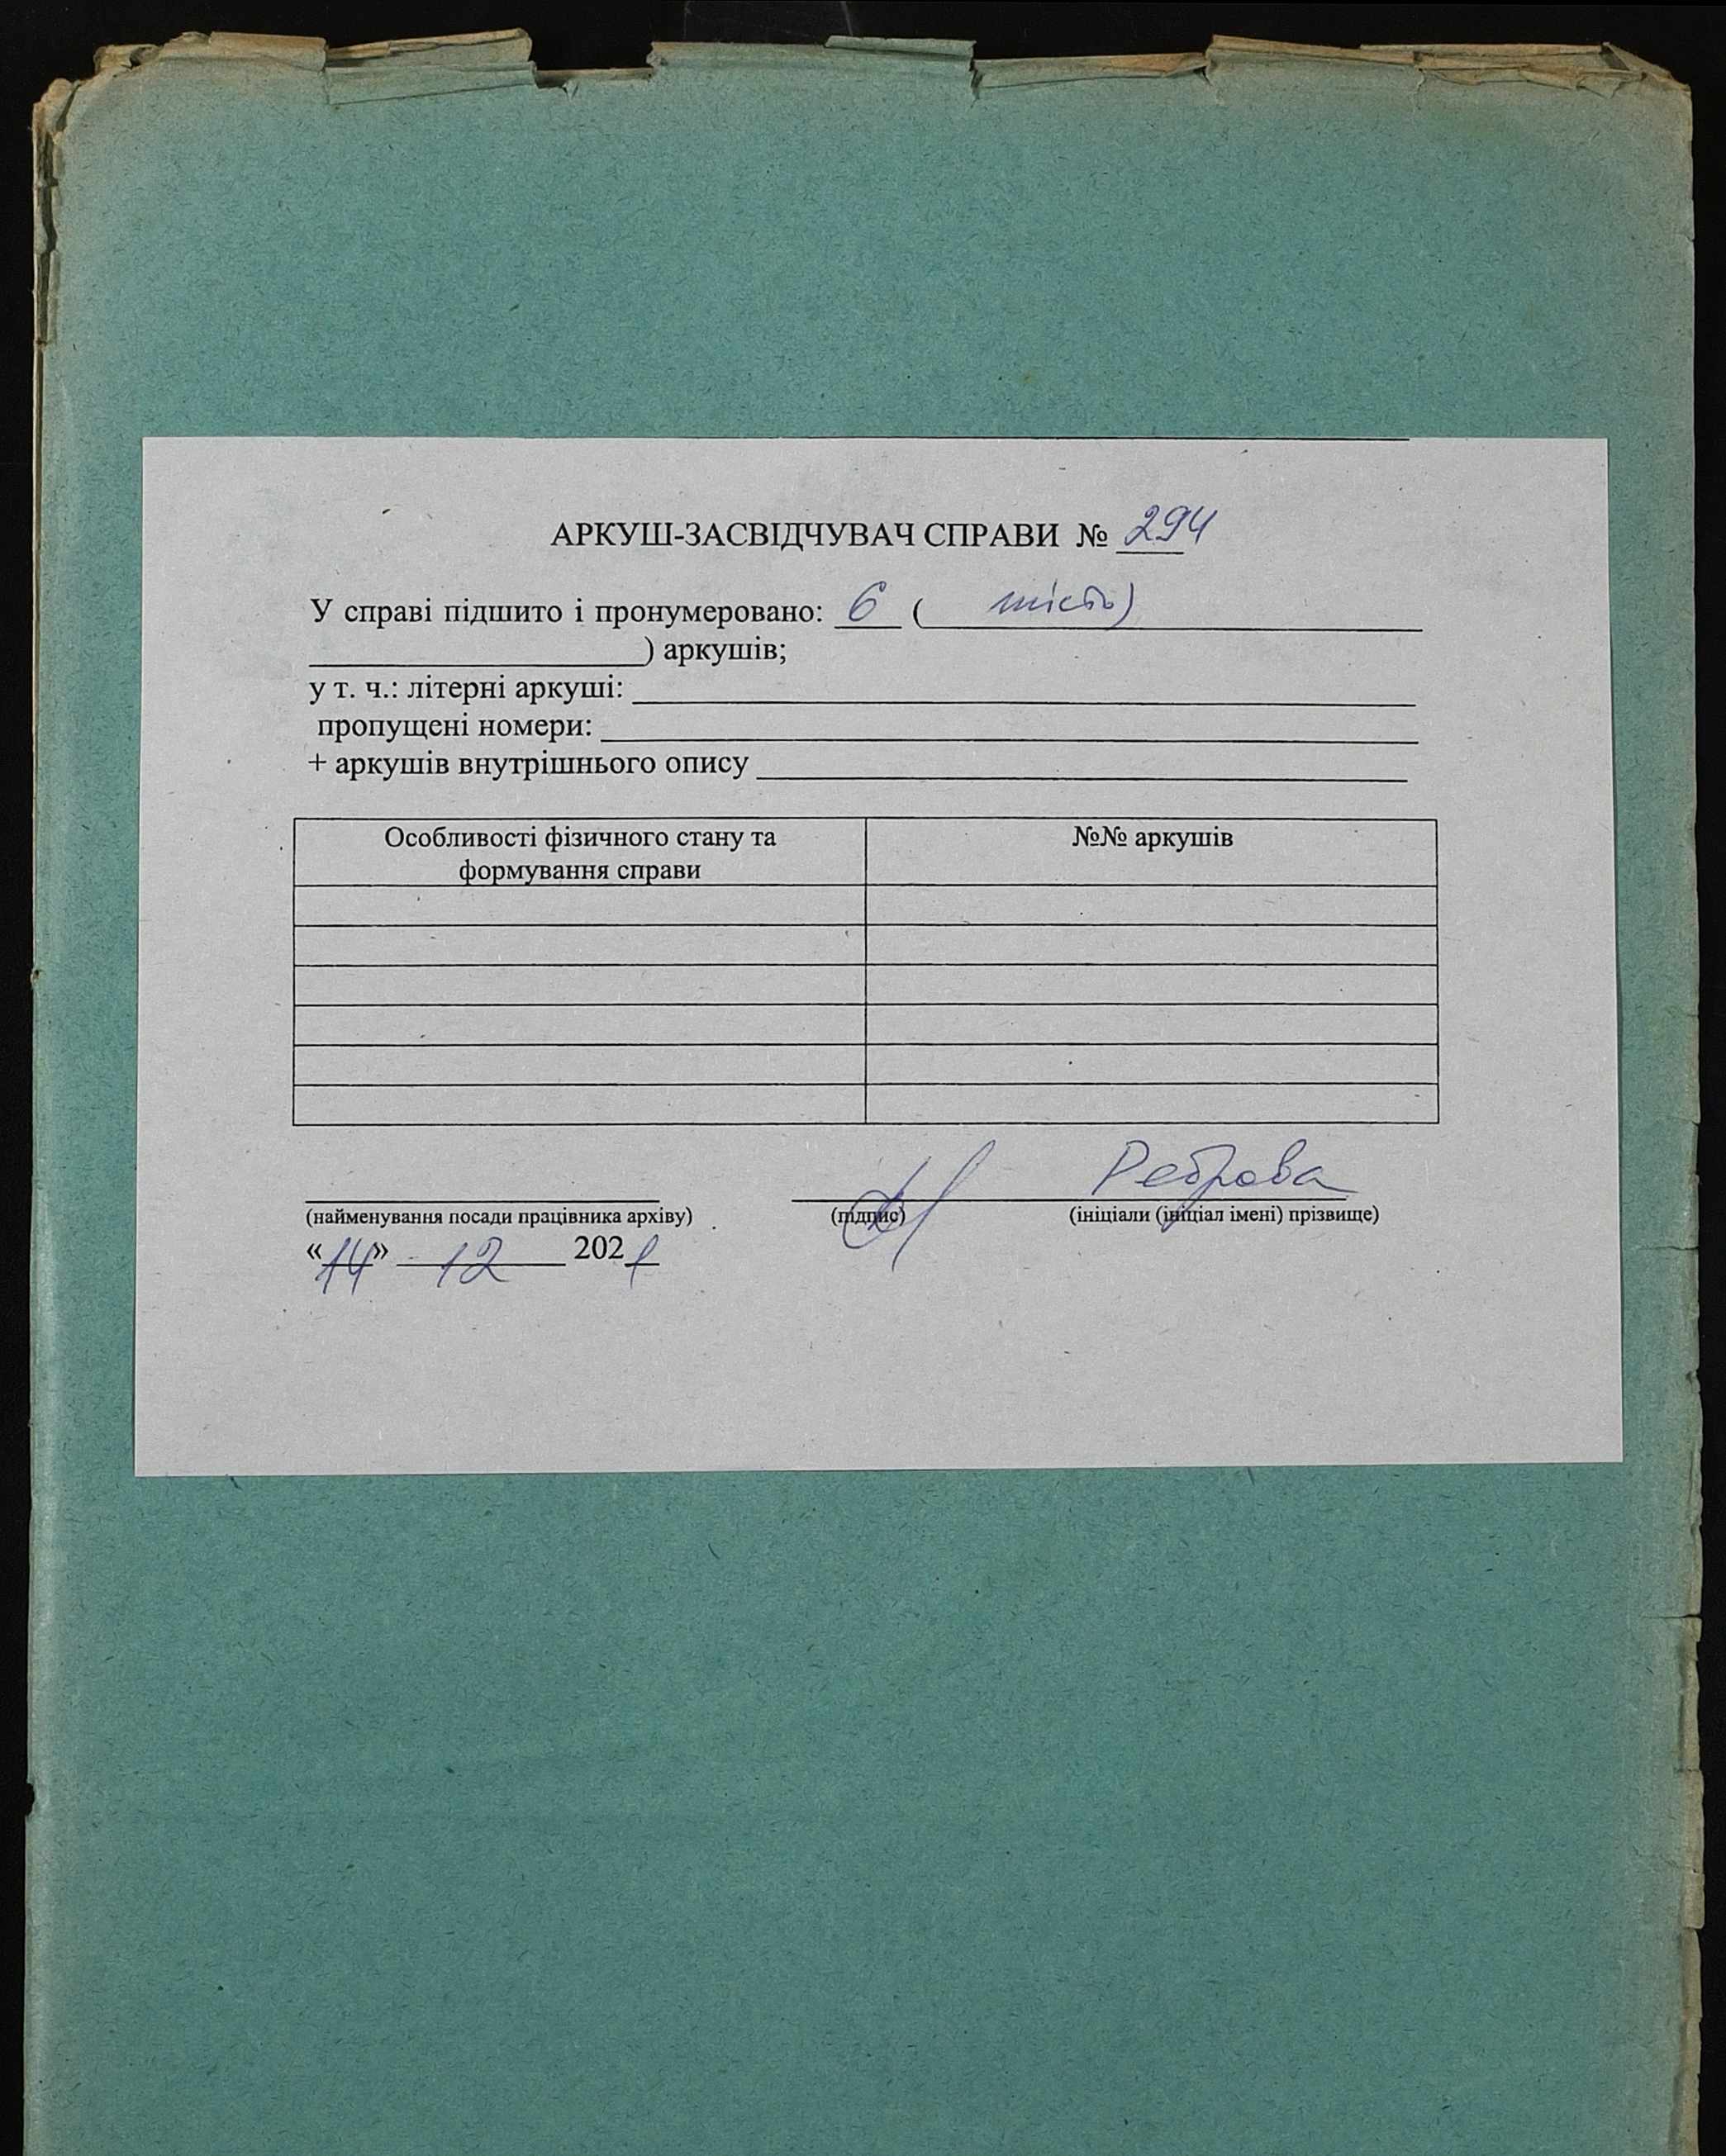 АРКУШ-ЗАСВІДЧУВАЧ СПРАВИ № 294
У справі підшито і пронумеровано: 6 ( шість)
) аркушів;
у т. ч.: літерні аркуші:
пропущені номери:
+ аркушів внутрішнього опису
Особливості фізичного стану та формування справи №№ аркушів
Реброва
(найменування посади працівника архіву) (підпис) (ініціали (ініціал імені) прізвище)
«14» 12 2021